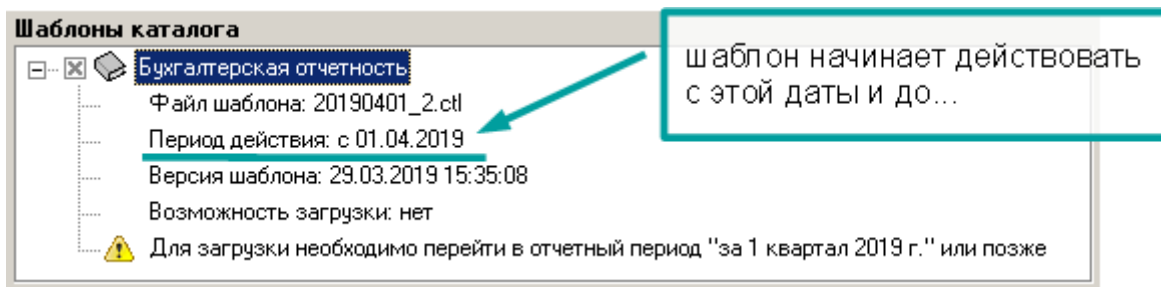 Шаблоны каталога
Бухгалтерская отчетность
Файл шаблона: 20190401_2.ctl
Период действия: с 01.04.2019
Версия шаблона: 29.03.2019 15:35:08
Возможность загрузки: нет
Для загрузки необходимо перейти в отчетный период "за 1 квартал 2019 г." или позже
шаблон начинает действовать
с этой даты и до...